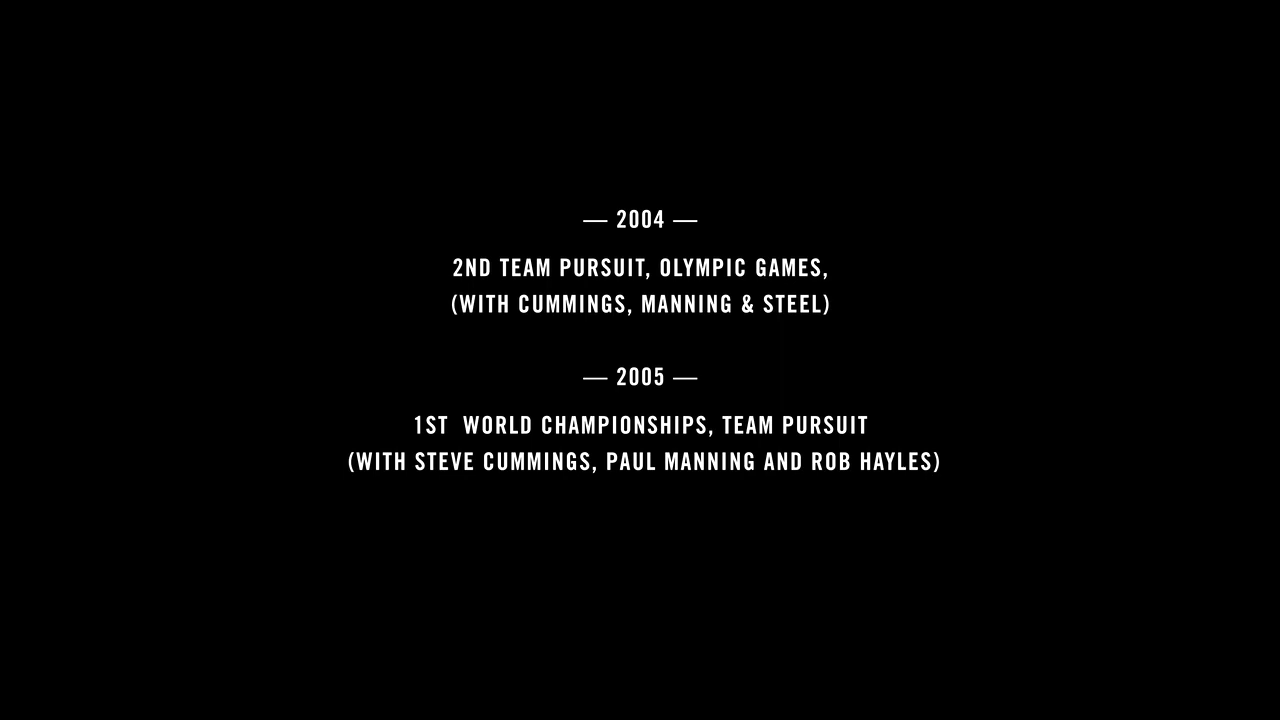 — 2004 —
2ND TEAM PURSUIT, OLYMPIC GAMES,
(WITH CUMMINGS, MANNING & STEEL)
— 2005 —
1ST  WORLD CHAMPIONSHIPS, TEAM PURSUIT
(WITH STEVE CUMMINGS, PAUL MANNING AND ROB HAYLES)